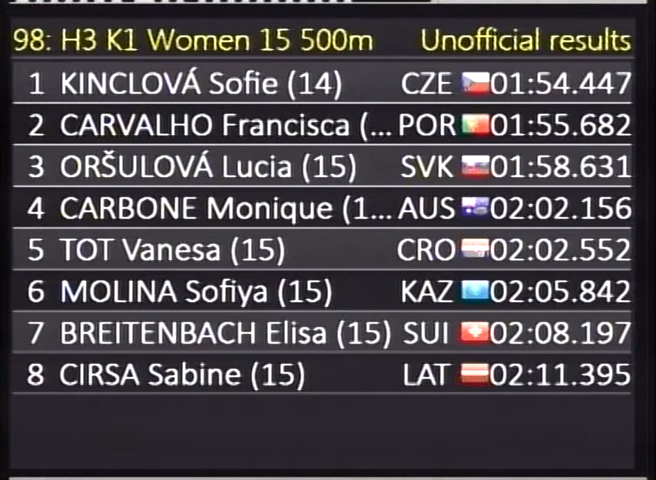 98: H3 K1 Women 15 500m Unofficial results
1 KINCLOVÁ Sofie (14) CZE 01:54.447
2 CARVALHO Francisca (... POR 01:55.682
3 ORŠULOVÁ Lucia (15) SVK 01:58.631
4 CARBONE Monique (1... AUS 02:02.156
5 TOT Vanesa (15) CRO 02:02.552
6 MOLINA Sofiya (15) KAZ 02:05.842
7 BREITENBACH Elisa (15) SUI 02:08.197
8 CIRSA Sabine (15) LAT 02:11.395